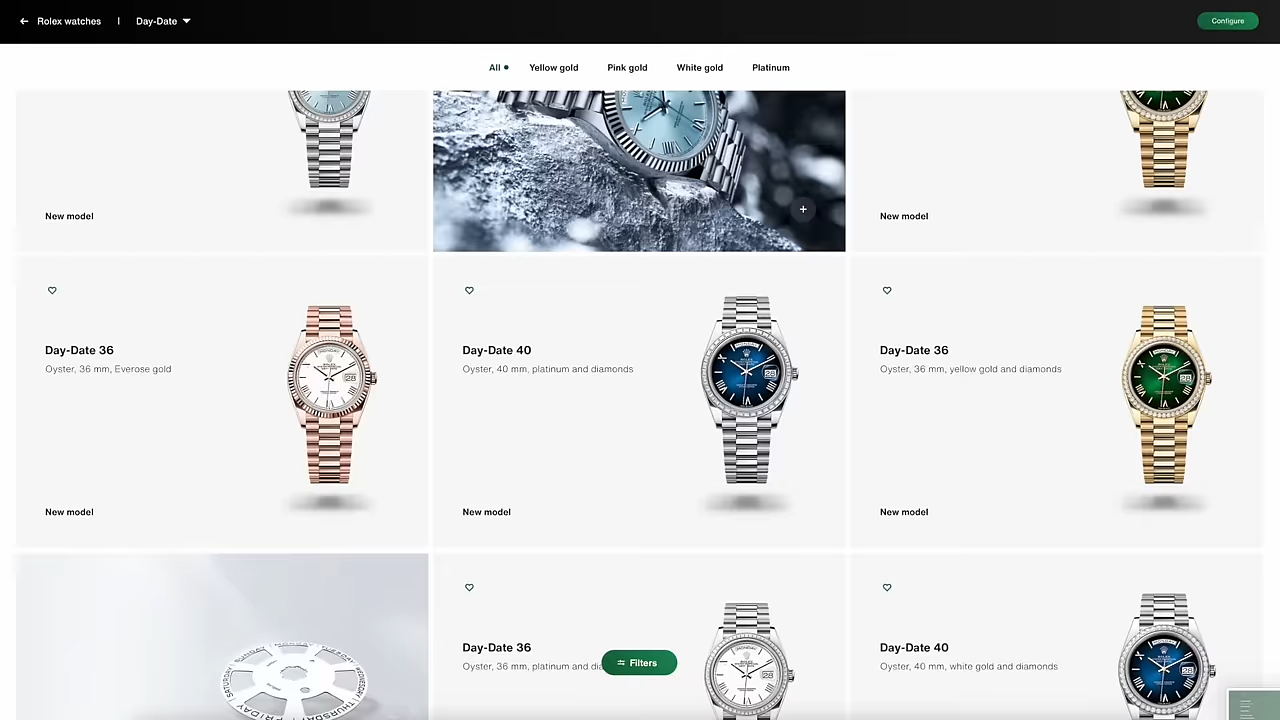 Rolex watches | Day-Date
Configure
All
Yellow gold
Pink gold
White gold
Platinum
New model
New model
Day-Date 36
Oyster, 36 mm, Everose gold
New model
Day-Date 40
Oyster, 40 mm, platinum and diamonds
New model
Day-Date 36
Oyster, 36 mm, yellow gold and diamonds
New model
Day-Date 36
Oyster, 36 mm, platinum and
Day-Date 40
Oyster, 40 mm, white gold and diamonds
Filters